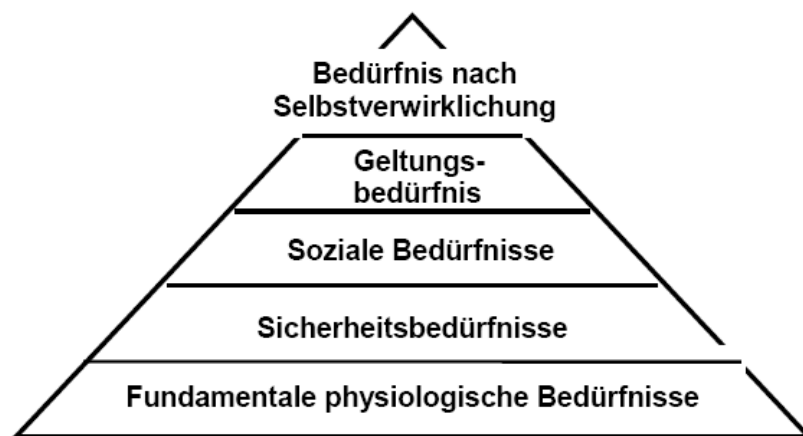 Bedürfnis nach
Selbstverwirklichung
Geltungs-
bedürfnis
Soziale Bedürfnisse
Sicherheitsbedürfnisse
Fundamentale physiologische Bedürfnisse